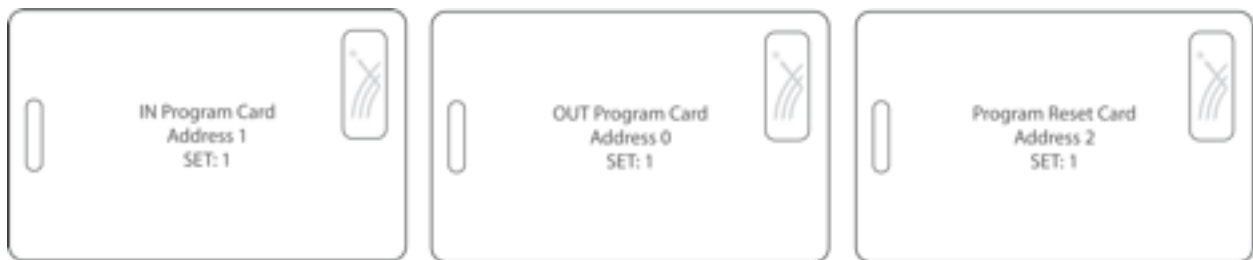 IN Program Card
Address 1
SET: 1
OUT Program Card
Address 0
SET: 1
Program Reset Card
Address 2
SET: 1